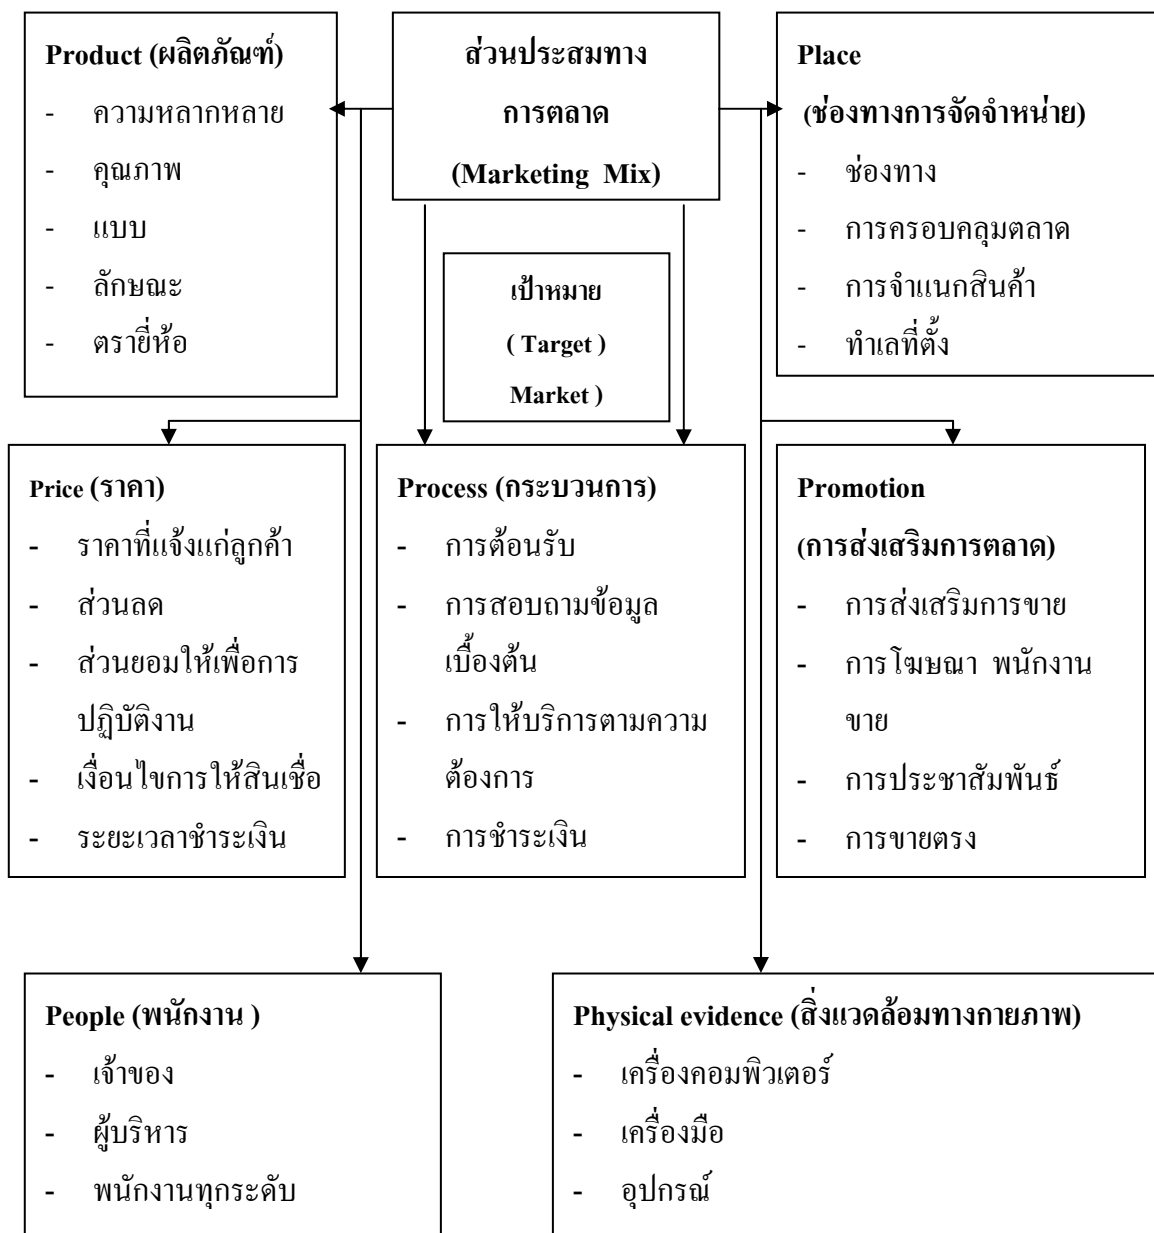 Product (ผลิตภัณฑ์)
- ความหลากหลาย
- คุณภาพ
- แบบ
- ลักษณะ
- ตรายี่ห้อ
ส่วนประสมทาง
การตลาด
(Marketing Mix)
Place
(ช่องทางการจัดจำหน่าย)
- ช่องทาง
- การครอบคลุมตลาด
- การจำแนกสินค้า
- ทำเลที่ตั้ง
เป้าหมาย
( Target )
Market )
Price (ราคา)
- ราคาที่แจ้งแก่ลูกค้า
- ส่วนลด
- ส่วนยอมให้เพื่อการ
ปฏิบัติงาน
- เงื่อนไขการให้สินเชื่อ
- ระยะเวลาชำระเงิน
Process (กระบวนการ)
- การต้อนรับ
- การสอบถามข้อมูล
เบื้องต้น
- การให้บริการตามความ
ต้องการ
- การชำระเงิน
Promotion
(การส่งเสริมการตลาด)
- การส่งเสริมการขาย
- การโฆษณา พนักงาน
ขาย
- การประชาสัมพันธ์
- การขายตรง
People (พนักงาน )
- เจ้าของ
- ผู้บริหาร
- พนักงานทุกระดับ
Physical evidence (สิ่งแวดล้อมทางกายภาพ)
- เครื่องคอมพิวเตอร์
- เครื่องมือ
- อุปกรณ์